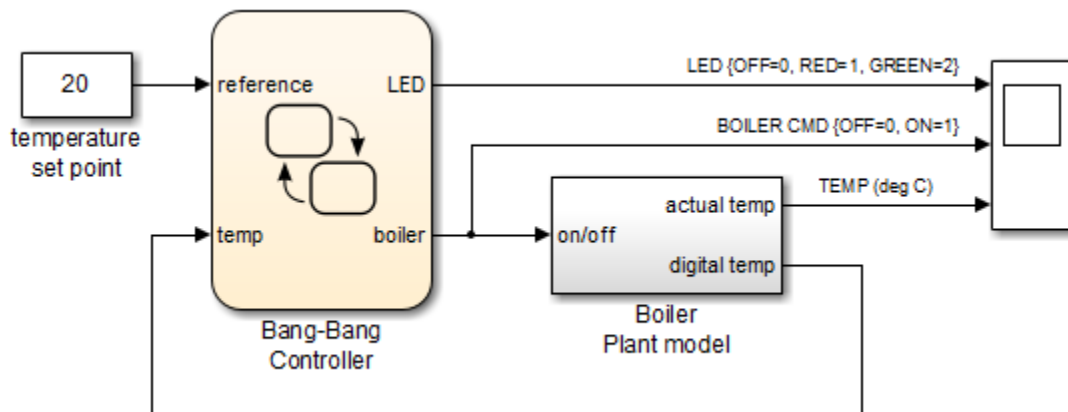 20
temperature
set point
reference
LED
temp
boiler
Bang-Bang
Controller
LED {OFF=0, RED=1, GREEN=2}
BOILER CMD {OFF=0, ON=1}
TEMP (deg C)
on/off
actual temp
digital temp
Boiler
Plant model